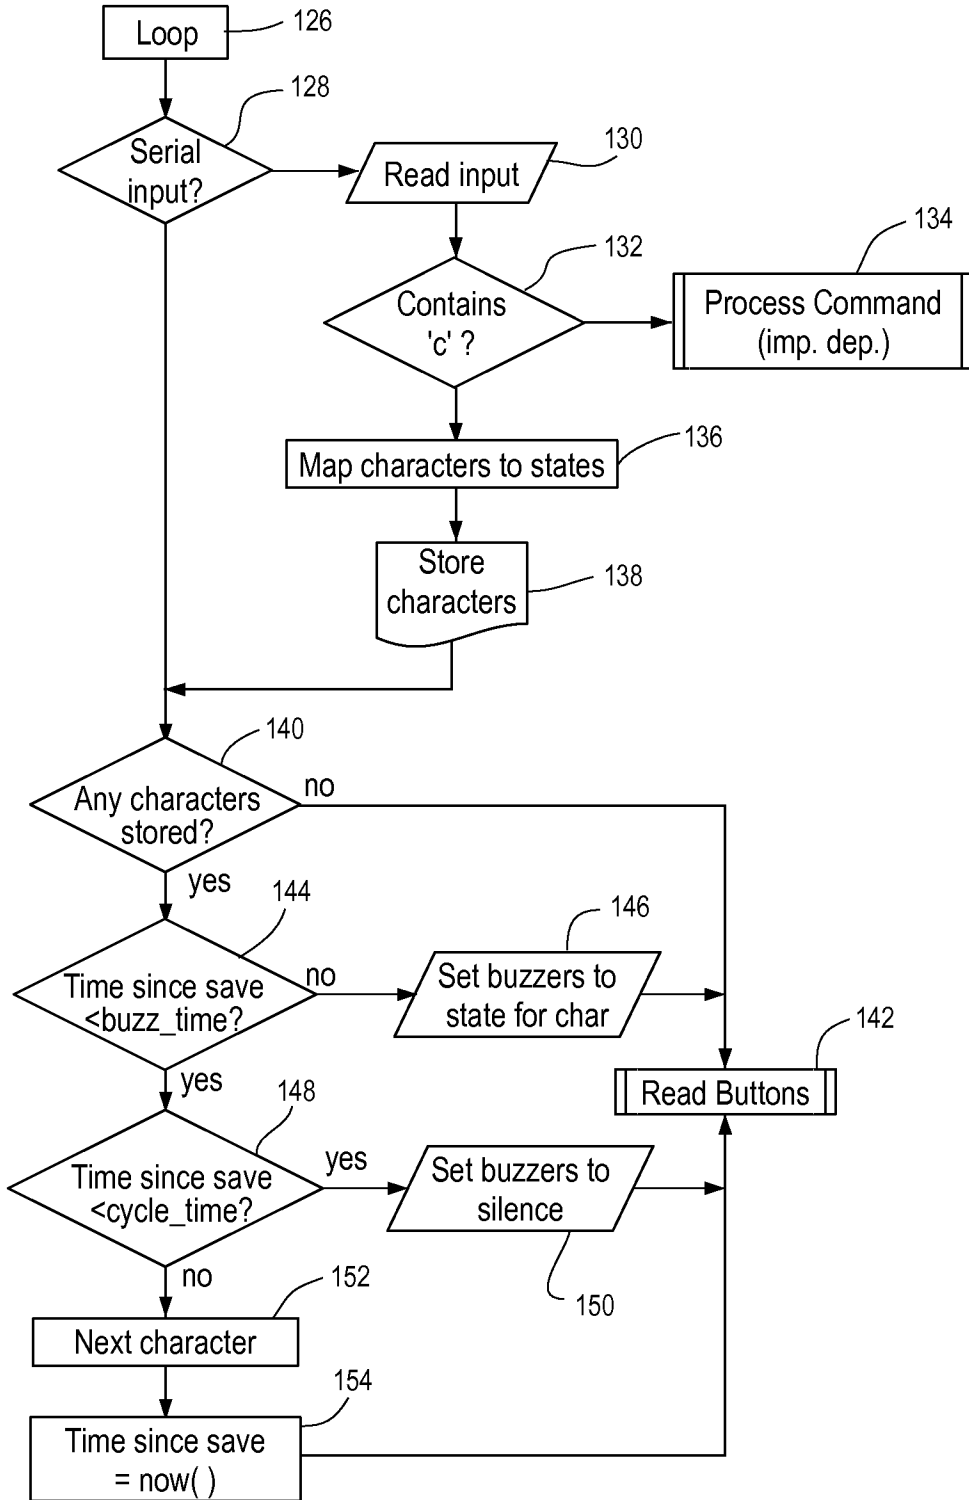 Loop
126
128
Serial
input?
Read input
130
132
Contains
'c' ?
134
Process Command
(imp. dep.)
Map characters to states
136
Store
characters
138
140
Any characters
stored?
no
yes
144
Time since save
<buzz_time?
no
146
Set buzzers to
state for char
142
Read Buttons
yes
148
Time since save
<cycle_time?
yes
Set buzzers to
silence
150
no
152
Next character
154
Time since save
= now( )